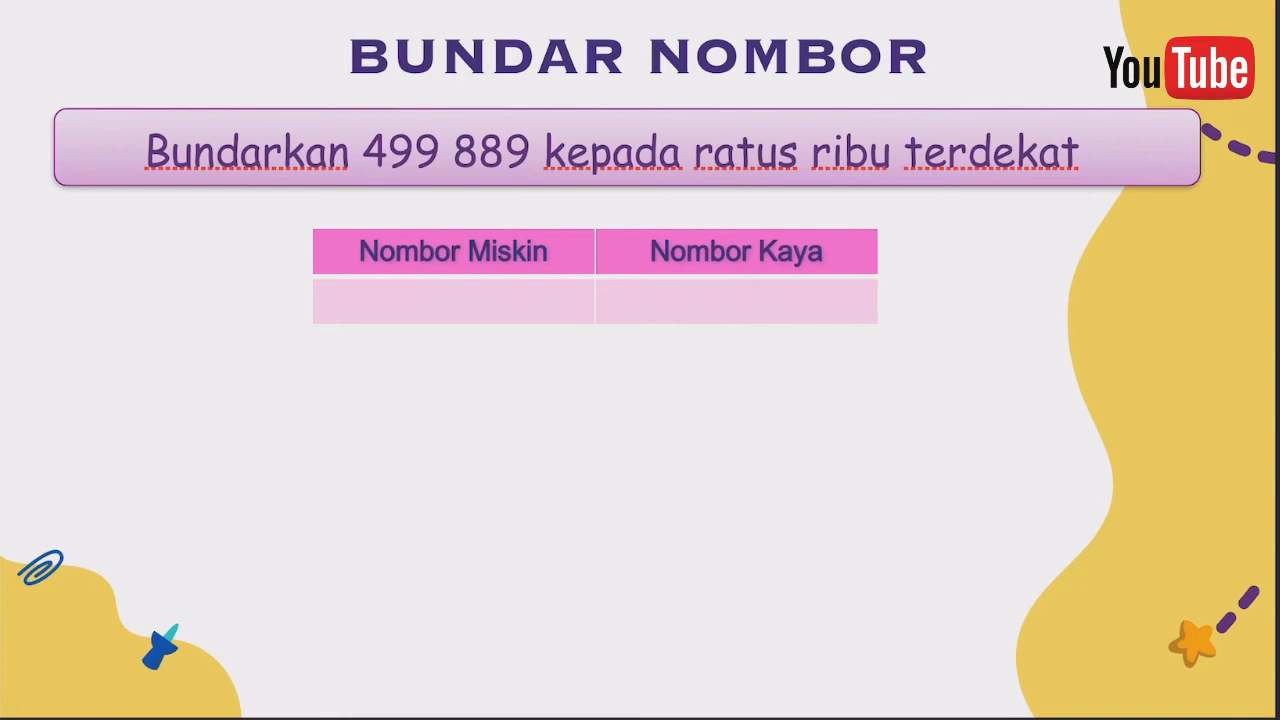 BUNDAR NOMBOR
YouTube
Bundarkan 499 889 kepada ratus ribu terdekat
Nombor Miskin Nombor Kaya